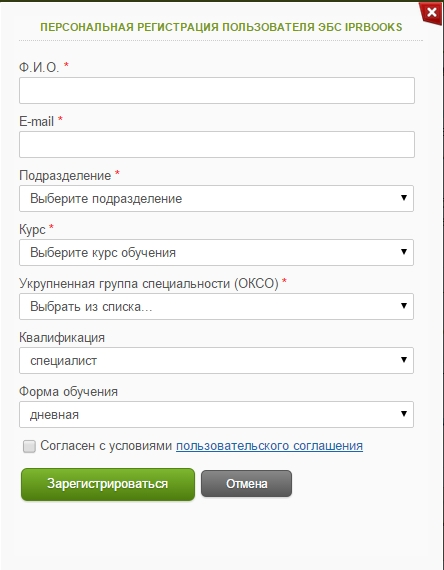 ПЕРСОНАЛЬНАЯ РЕГИСТРАЦИЯ ПОЛЬЗОВАТЕЛЯ ЭБС IPRBOOKS
Ф.И.О. *
E-mail *
Подразделение *
Выберите подразделение
Курс *
Выберите курс обучения
Укрупненная группа специальности (ОКСО) *
Выбрать из списка...
Квалификация
специалист
Форма обучения
дневная
Согласен с условиями пользовательского соглашения
Зарегистрироваться Отмена